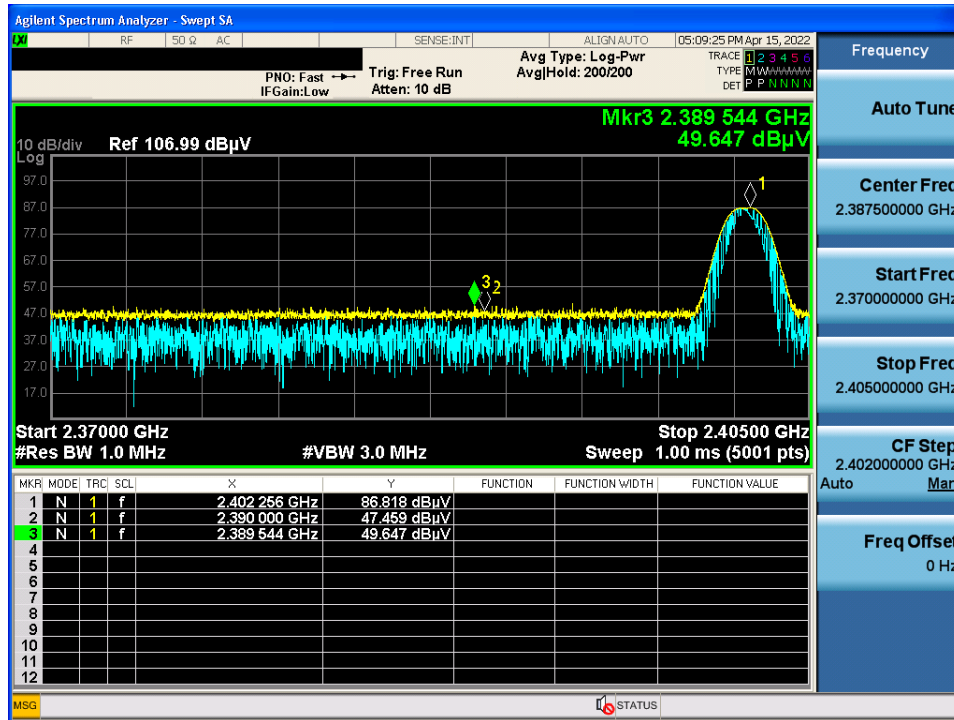 Agilent Spectrum Analyzer - Swept SA
LXI RF 50 Ω AC SENSE:INT ALIGN AUTO 05:09:25 PM Apr 15, 2022
PNO: Fast Trig: Free Run Avg Type: Log-Pwr TRACE 1 2 3 4 5 6
IFGain:Low Atten: 10 dB Avg|Hold: 200/200 TYPE M WWWWW
DET P P N N N N
Mkr3 2.389 544 GHz
49.647 dBµV
10 dB/div Ref 106.99 dBµV
Log
97.0
87.0
77.0
67.0
57.0
47.0
37.0
27.0
17.0
1
3 2
Start 2.37000 GHz Stop 2.40500 GHz
#Res BW 1.0 MHz #VBW 3.0 MHz Sweep 1.00 ms (5001 pts)
MKR MODE TRC SCL X Y FUNCTION FUNCTION WIDTH FUNCTION VALUE
1 N 1 f 2.402 256 GHz 86.818 dBµV
2 N 1 f 2.390 000 GHz 47.459 dBµV
3 N 1 f 2.389 544 GHz 49.647 dBµV
4
5
6
7
8
9
10
11
12
MSG STATUS
Frequency
Auto Tune
Center Freq
2.387500000 GHz
Start Freq
2.370000000 GHz
Stop Freq
2.405000000 GHz
CF Step
2.402000000 GHz
Auto Man
Freq Offset
0 Hz